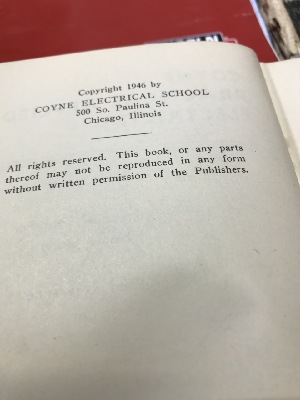 Copyright 1946 by
COYNE ELECTRICAL SCHOOL
500 So. Paulina St.
Chicago, Illinois
All rights reserved. This book, or any parts
thereof may not be reproduced in any form
without written permission of the Publishers.